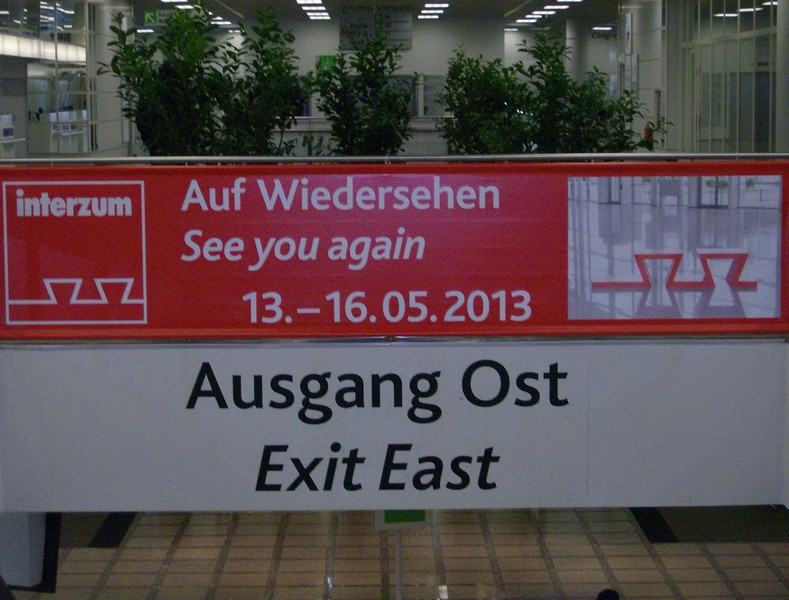 interzum
Auf Wiedersehen
See you again
13.–16.05.2013
Ausgang Ost
Exit East